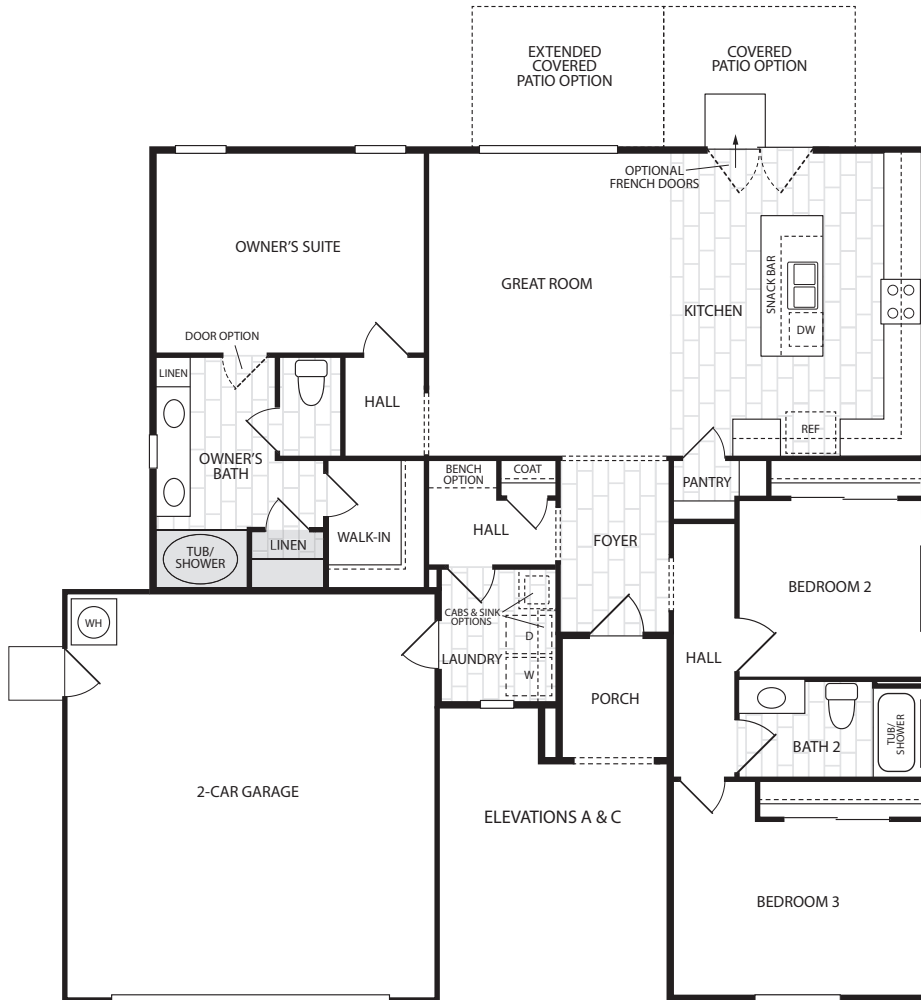 EXTENDED
COVERED
PATIO OPTION
COVERED
PATIO OPTION
OPTIONAL
FRENCH DOORS
OWNER'S SUITE
GREAT ROOM
KITCHEN
SNACK BAR
DW
DOOR OPTION
LINEN
HALL
REF
OWNER'S
BATH
BENCH
OPTION
COAT
PANTRY
WALK-IN
HALL
FOYER
LINEN
TUB/
SHOWER
BEDROOM 2
CABS & SINK
OPTIONS
WH
D
LAUNDRY
W
HALL
PORCH
BATH 2
TUB/
SHOWER
2-CAR GARAGE
ELEVATIONS A & C
BEDROOM 3